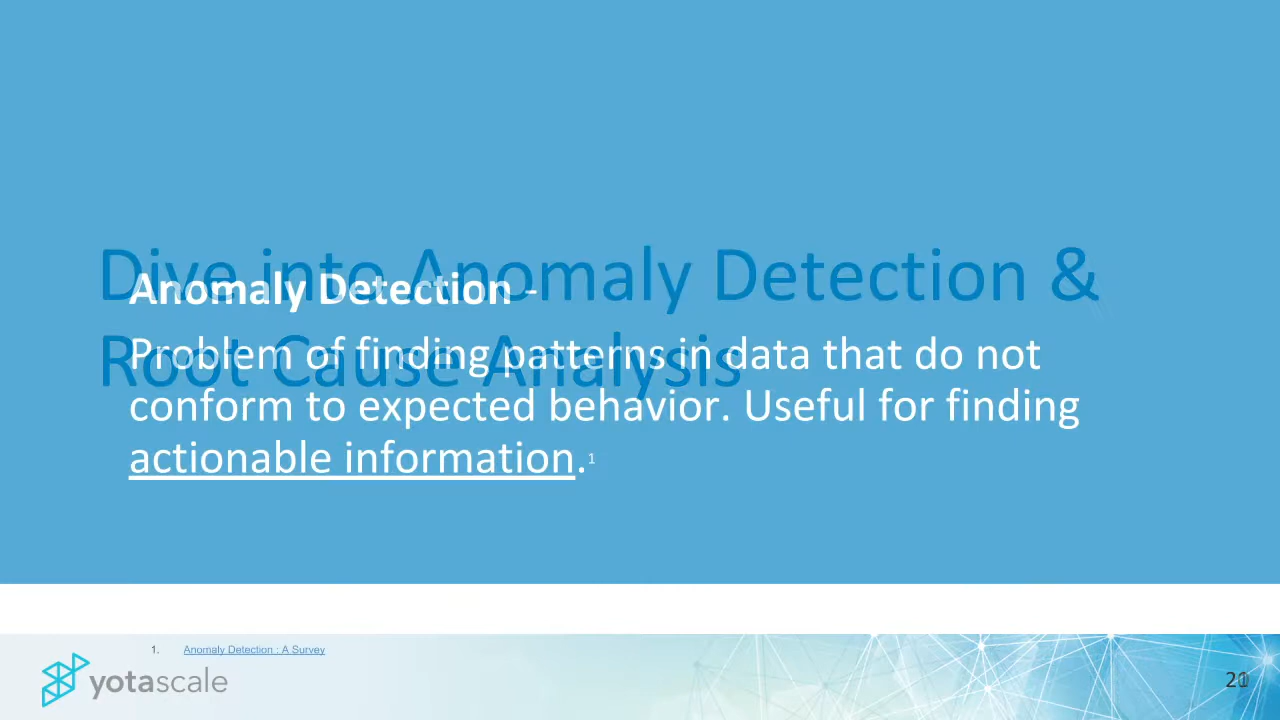 Dive into Anomaly Detection &
Root Cause Analysis
Anomaly Detection -
Problem of finding patterns in data that do not
conform to expected behavior. Useful for finding
actionable information.1
1. Anomaly Detection : A Survey
yotascale